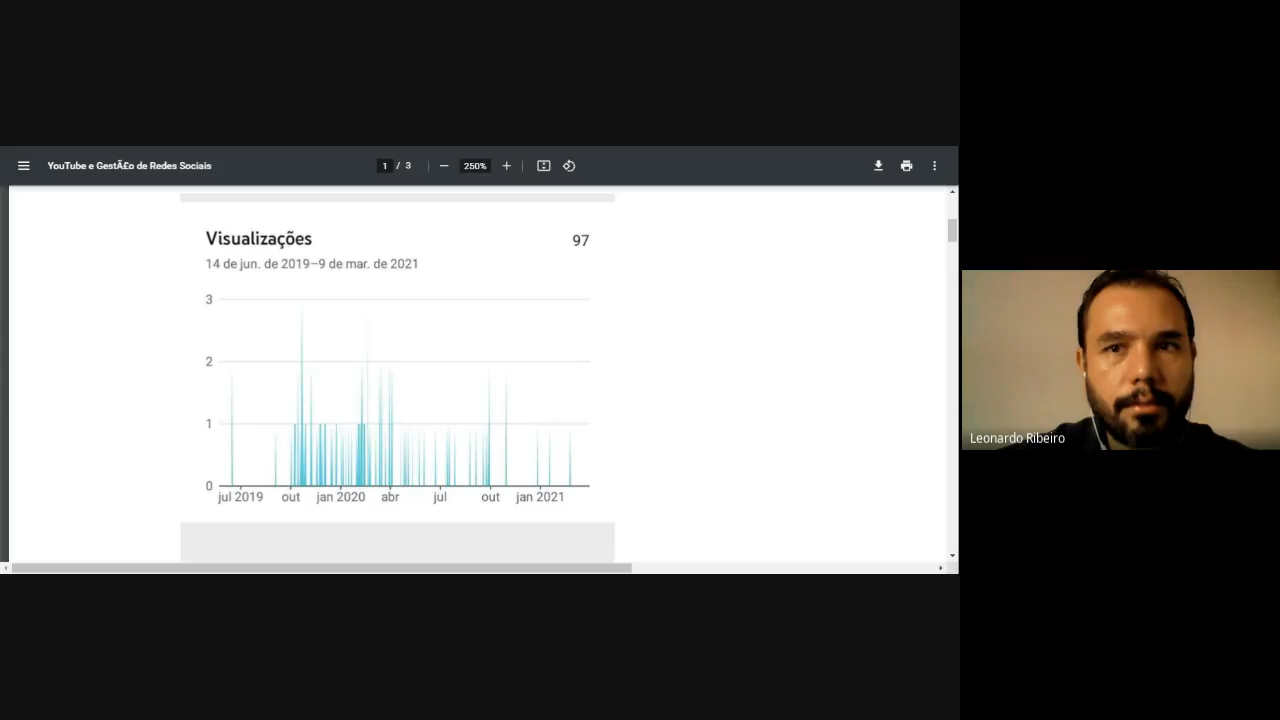 YouTube e GestÃ£o de Redes Sociais
1 / 3
250%
Visualizações
97
14 de jun. de 2019–9 de mar. de 2021
3
2
1
0
jul 2019 out jan 2020 abr jul out jan 2021
Leonardo Ribeiro